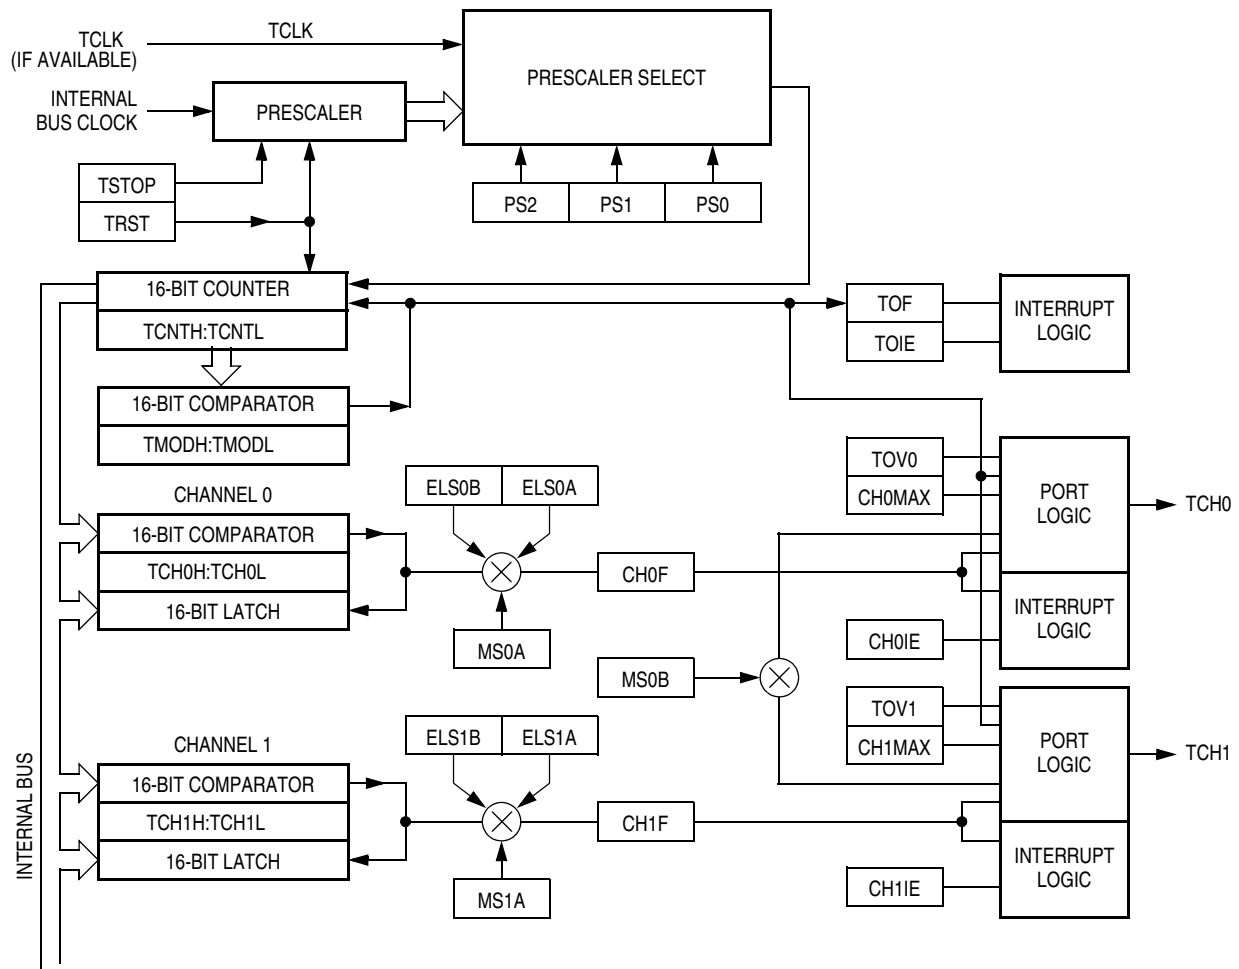 TCLK
(IF AVAILABLE)
TCLK
PRESCALER SELECT
INTERNAL
BUS CLOCK
PRESCALER
TSTOP
TRST
PS2
PS1
PS0
16-BIT COUNTER
TCNTH:TCNTL
16-BIT COMPARATOR
TMODH:TMODL
TOF
TOIE
INTERRUPT
LOGIC
CHANNEL 0
16-BIT COMPARATOR
TCH0H:TCH0L
16-BIT LATCH
ELS0B
ELS0A
MS0A
CH0F
TOV0
CH0MAX
PORT
LOGIC
TCH0
INTERRUPT
LOGIC
CH0IE
MS0B
CHANNEL 1
16-BIT COMPARATOR
TCH1H:TCH1L
16-BIT LATCH
ELS1B
ELS1A
MS1A
CH1F
TOV1
CH1MAX
PORT
LOGIC
TCH1
INTERRUPT
LOGIC
CH1IE
INTERNAL BUS